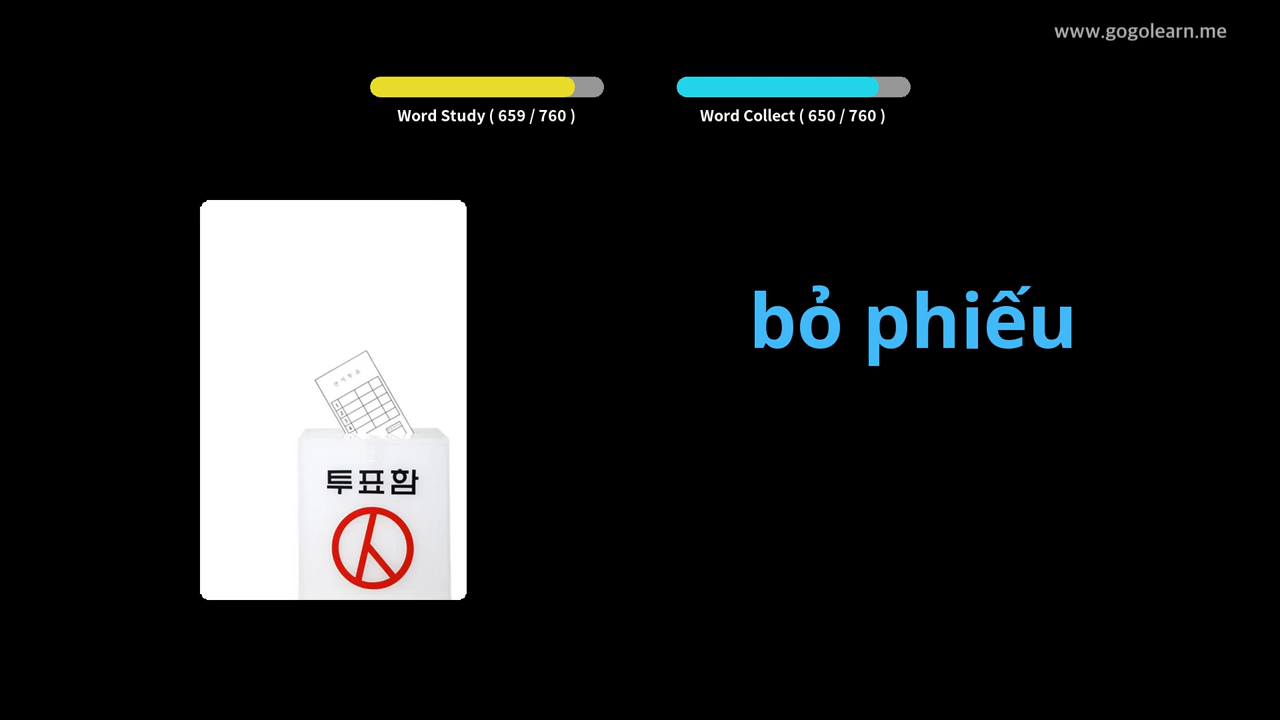 www.gogolearn.me
Word Study ( 659 / 760 )
Word Collect ( 650 / 760 )
bỏ phiếu
투표함